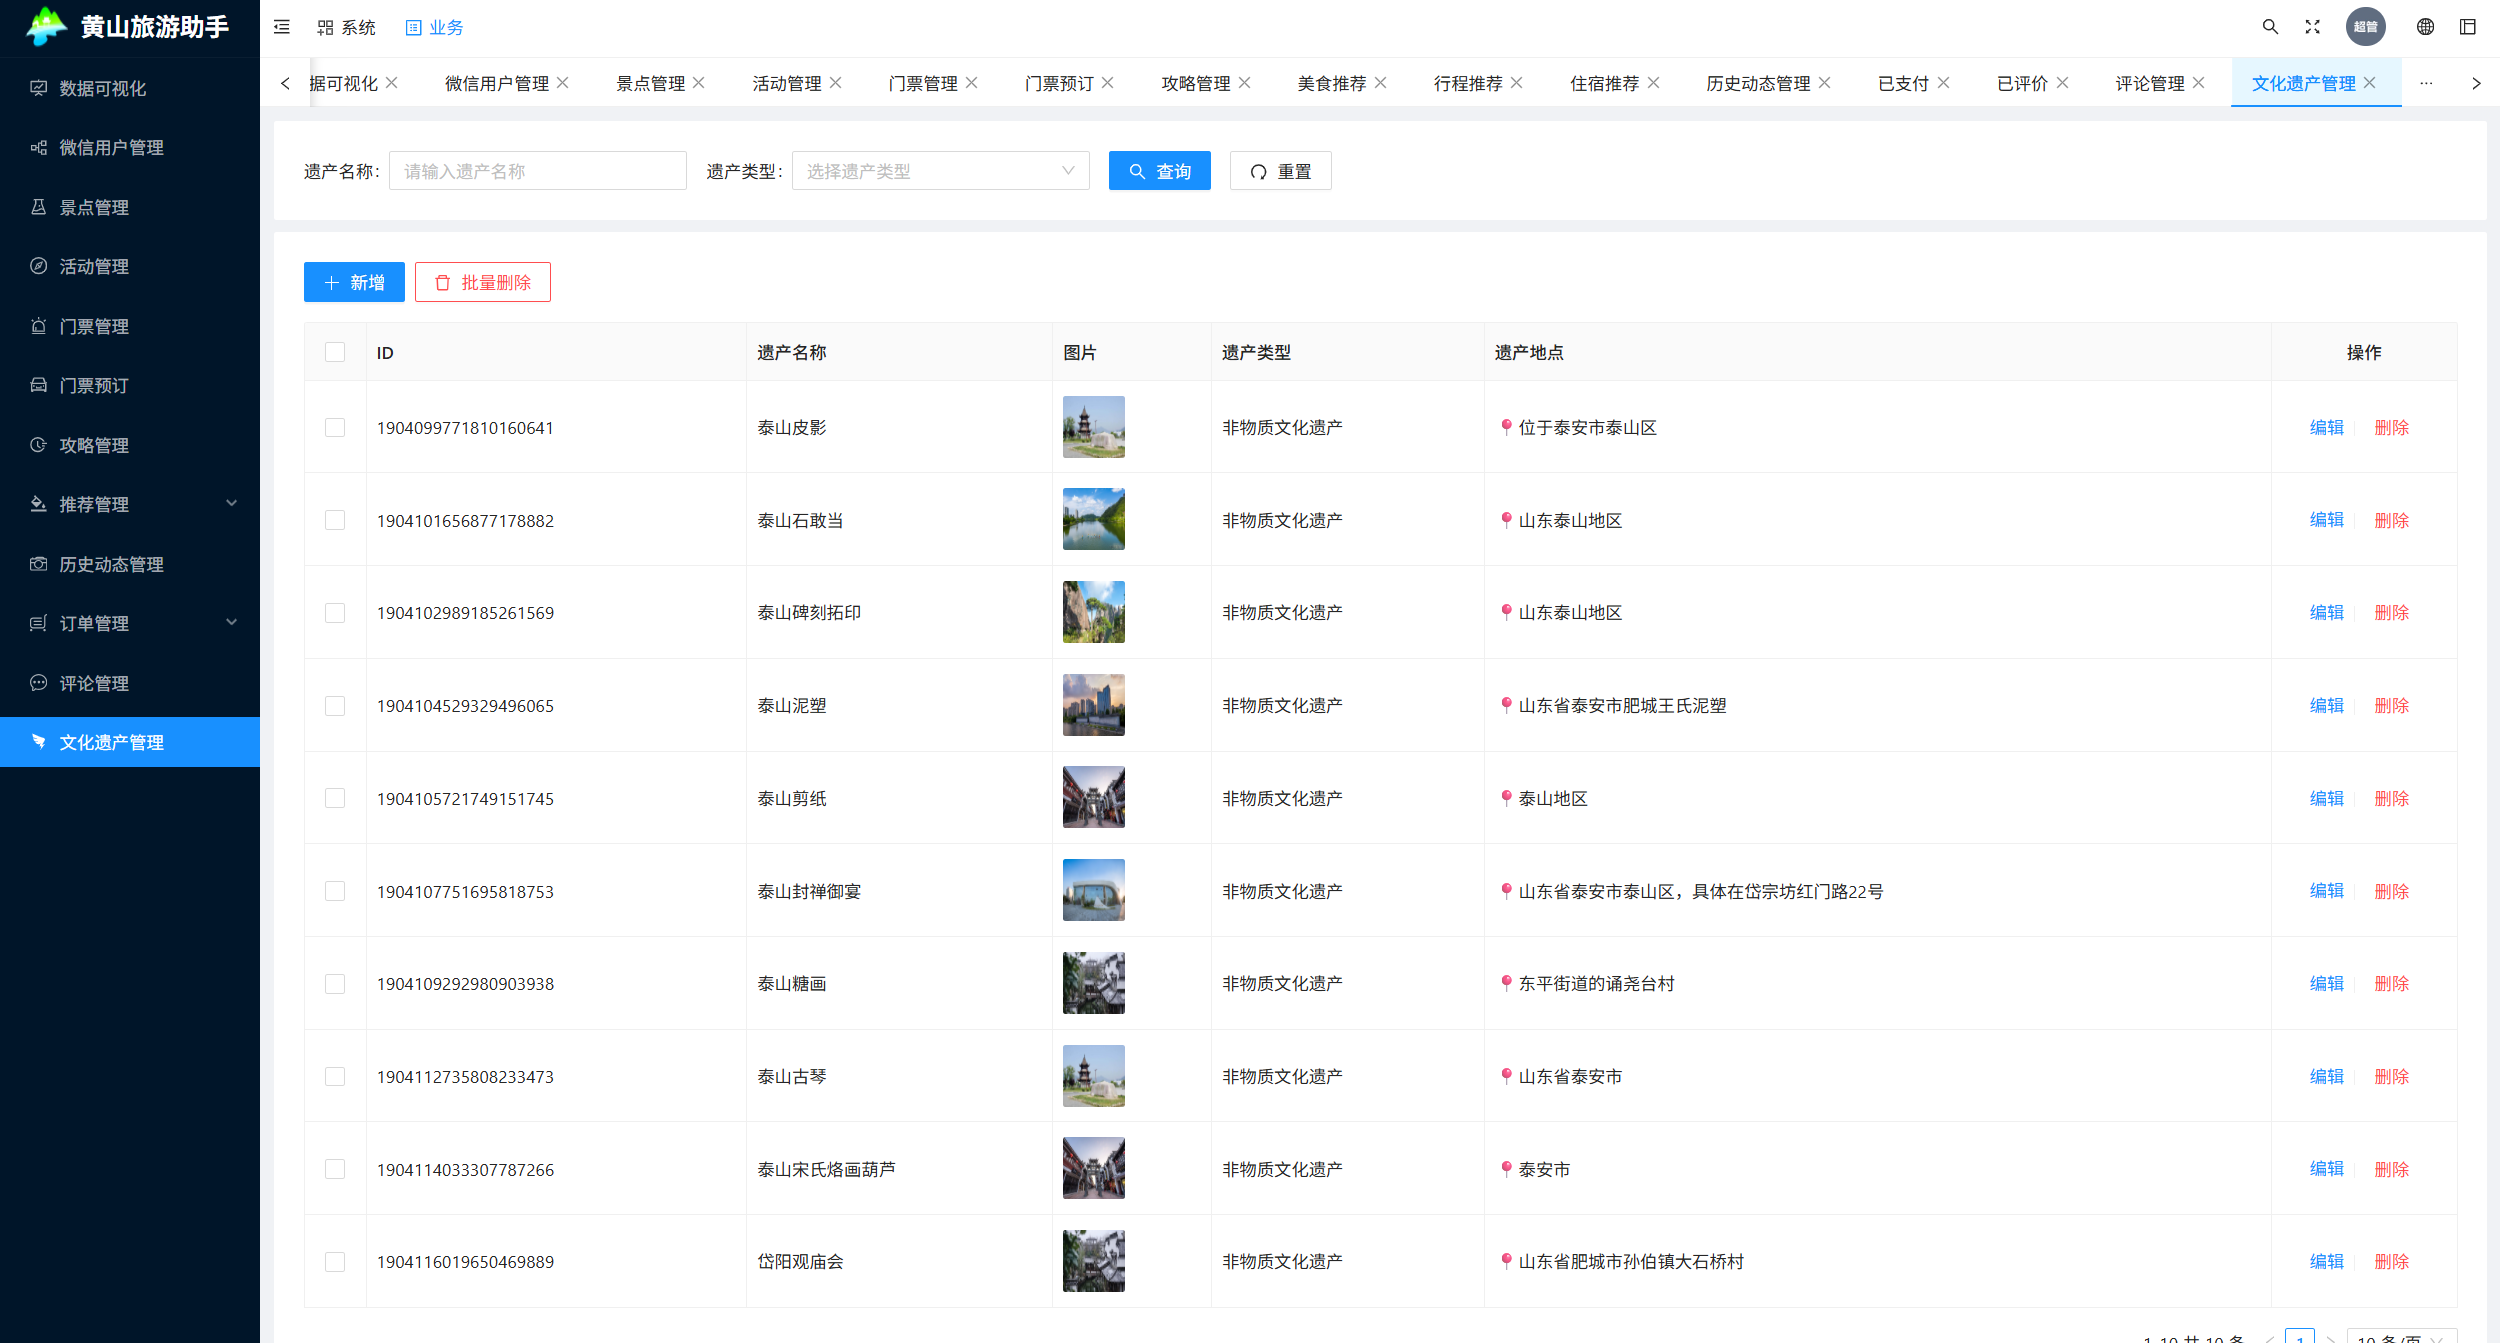 黄山旅游助手
系统
业务
超管
据可视化
微信用户管理
景点管理
活动管理
门票管理
门票预订
攻略管理
美食推荐
行程推荐
住宿推荐
历史动态管理
已支付
已评价
评论管理
文化遗产管理
数据可视化
微信用户管理
景点管理
活动管理
门票管理
门票预订
攻略管理
推荐管理
历史动态管理
订单管理
评论管理
文化遗产管理
遗产名称: 请输入遗产名称 遗产类型: 选择遗产类型 查询 重置
新增 批量删除
ID 遗产名称 图片 遗产类型 遗产地点 操作
1904099771810160641 泰山皮影 非物质文化遗产 位于泰安市泰山区 编辑 删除
1904101656877178882 泰山石敢当 非物质文化遗产 山东泰山地区 编辑 删除
1904102989185261569 泰山碑刻拓印 非物质文化遗产 山东泰山地区 编辑 删除
1904104529329496065 泰山泥塑 非物质文化遗产 山东省泰安市肥城王氏泥塑 编辑 删除
1904105721749151745 泰山剪纸 非物质文化遗产 泰山地区 编辑 删除
1904107751695818753 泰山封禅御宴 非物质文化遗产 山东省泰安市泰山区，具体在岱宗坊红门路22号 编辑 删除
1904109292980903938 泰山糖画 非物质文化遗产 东平街道的诵尧台村 编辑 删除
1904112735808233473 泰山古琴 非物质文化遗产 山东省泰安市 编辑 删除
1904114033307787266 泰山宋氏烙画葫芦 非物质文化遗产 泰安市 编辑 删除
1904116019650469889 岱阳观庙会 非物质文化遗产 山东省肥城市孙伯镇大石桥村 编辑 删除
1-10 共 10 条 1 10 条/页